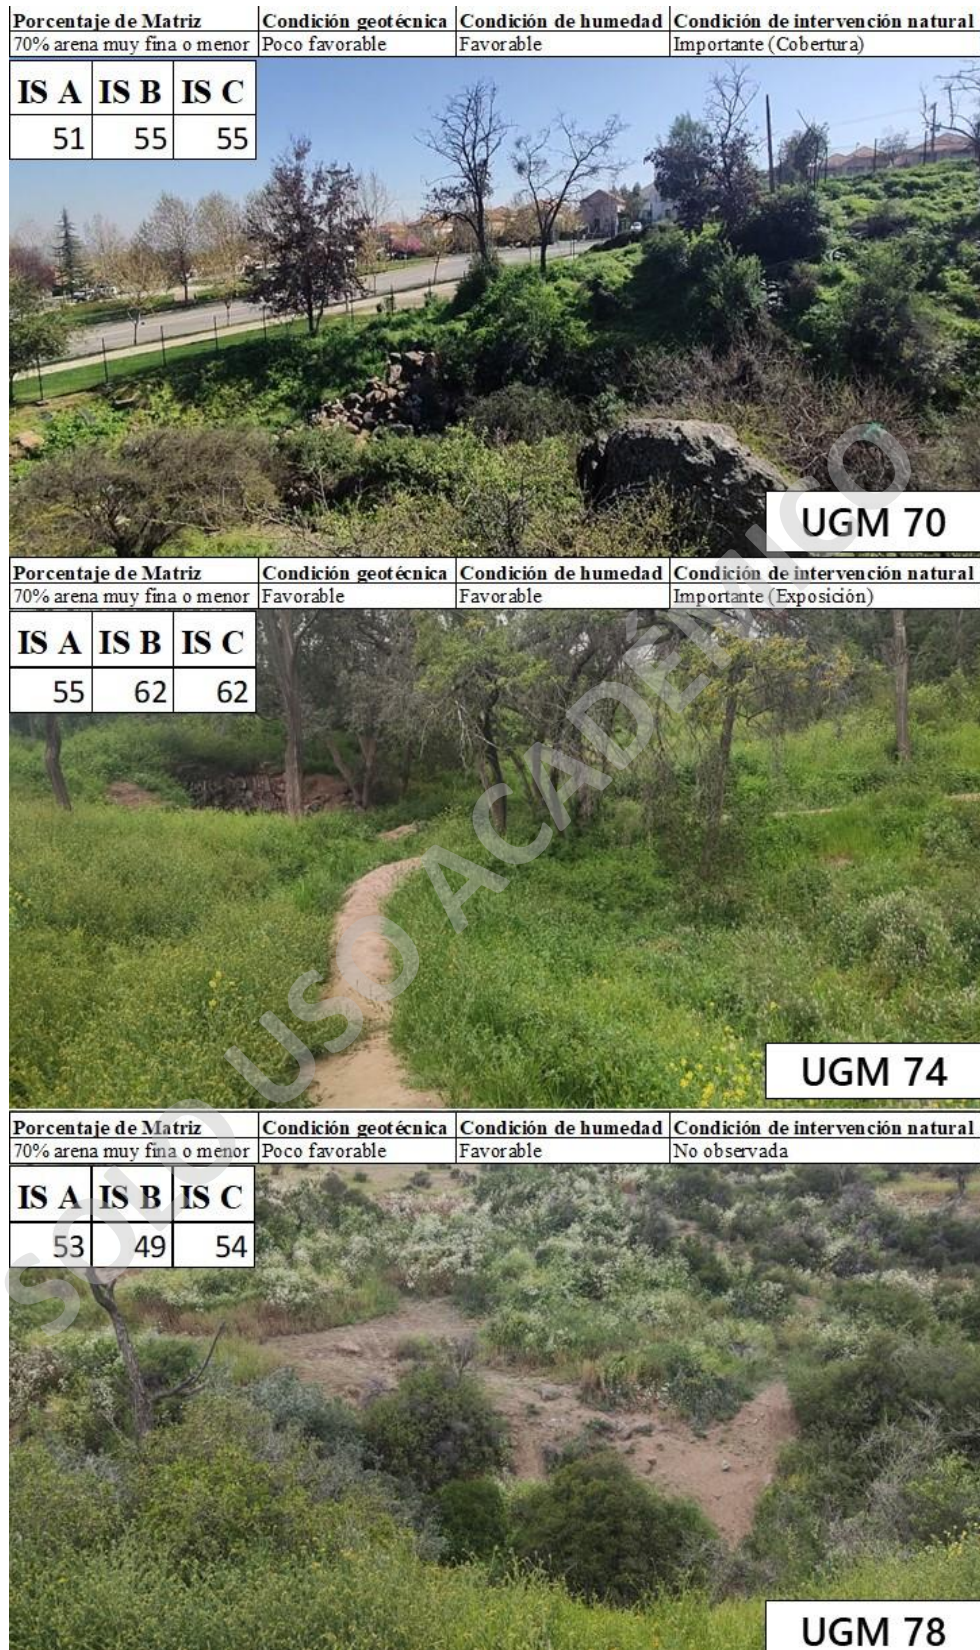 Porcentaje de Matriz Condición geotécnica Condición de humedad Condición de intervención natural
70% arena muy fina o menor Poco favorable Favorable Importante (Cobertura)
IS A IS B IS C
51 55 55
UGM 70
Porcentaje de Matriz Condición geotécnica Condición de humedad Condición de intervención natural
70% arena muy fina o menor Favorable Favorable Importante (Exposición)
IS A IS B IS C
55 62 62
UGM 74
Porcentaje de Matriz Condición geotécnica Condición de humedad Condición de intervención natural
70% arena muy fina o menor Poco favorable Favorable No observada
IS A IS B IS C
53 49 54
UGM 78
SOLO USO ACADÉMICO